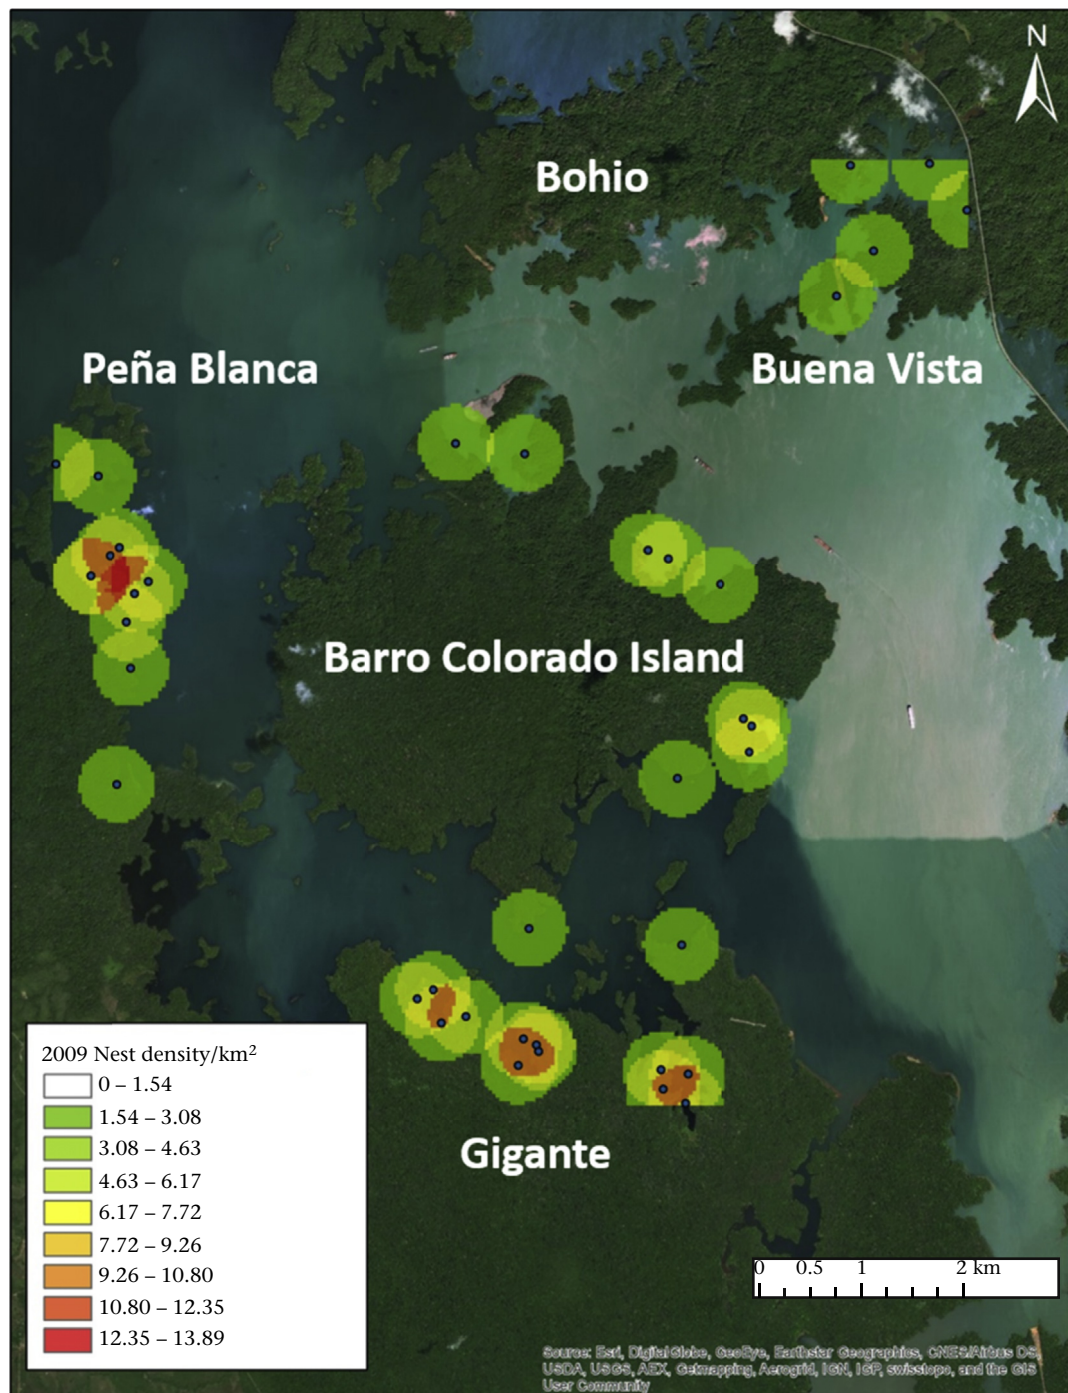 N
Bohio
Peña Blanca
Buena Vista
Barro Colorado Island
Gigante
2009 Nest density/km²
0 – 1.54
1.54 – 3.08
3.08 – 4.63
4.63 – 6.17
6.17 – 7.72
7.72 – 9.26
9.26 – 10.80
10.80 – 12.35
12.35 – 13.89
0 0.5 1 2 km
Source: Esri, DigitalGlobe, GeoEye, Earthstar Geographics, CNES/Airbus DS,
USDA, USGS, AEX, Getmapping, Aerogrid, IGN, IGP, swisstopo, and the GIS
User Community